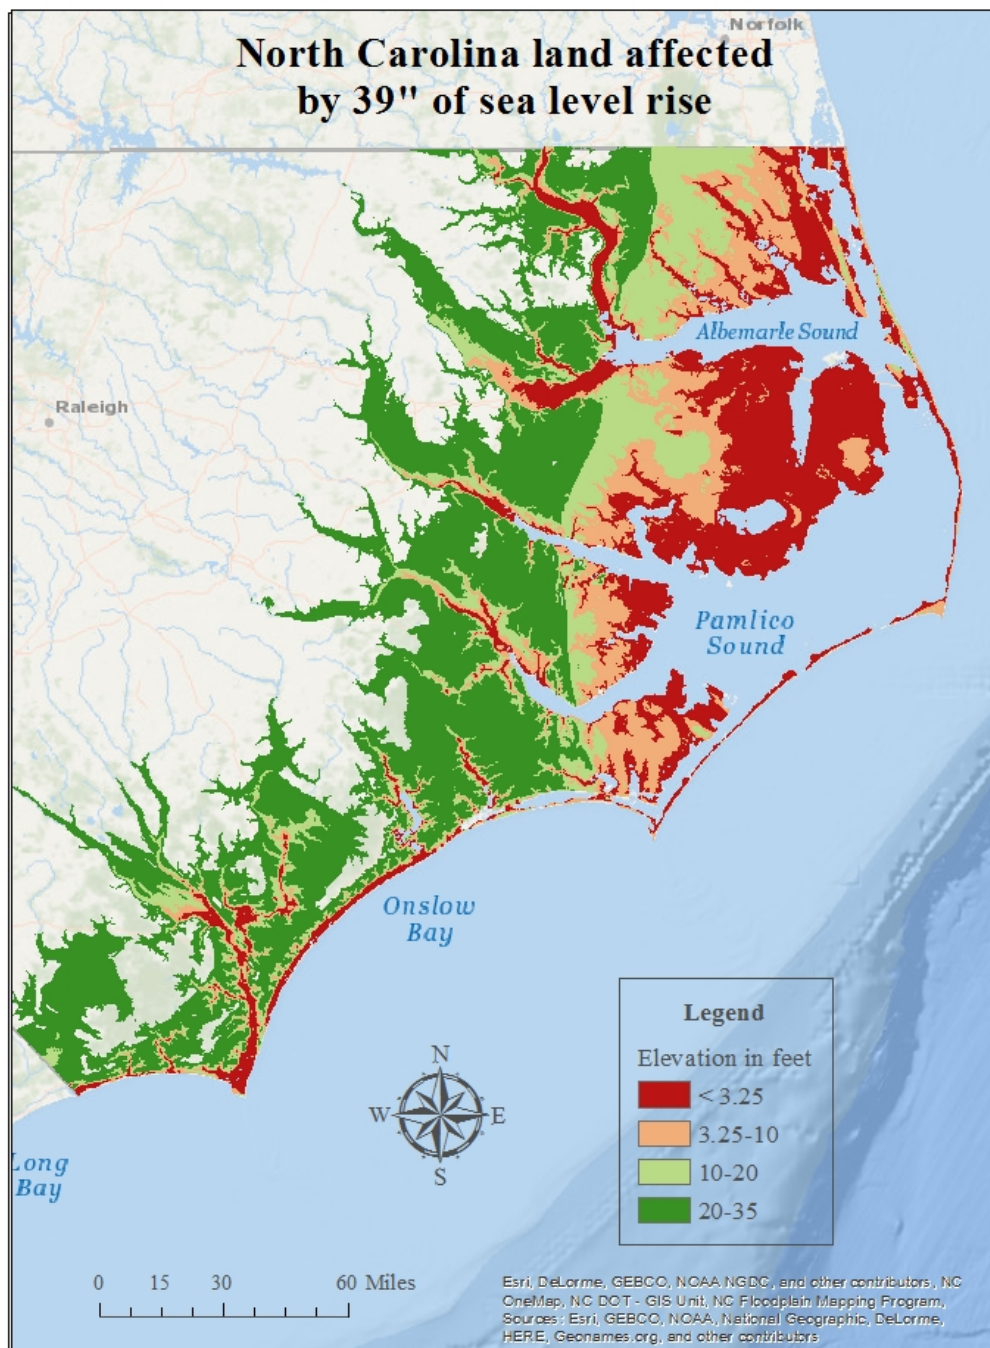 Norfolk
North Carolina land affected
by 39" of sea level rise
Albemarle Sound
Raleigh
Pamlico
Sound
Onslow
Bay
Legend
Elevation in feet
< 3.25
3.25-10
10-20
20-35
N
W E
S
Long
Bay
0 15 30 60 Miles
Esri, DeLorme, GEBCO, NOAA NGDC, and other contributors, NC
OneMap, NC DOT - GIS Unit, NC Floodplain Mapping Program,
Sources: Esri, GEBCO, NOAA, National Geographic, DeLorme,
HERE, Geonames.org, and other contributors